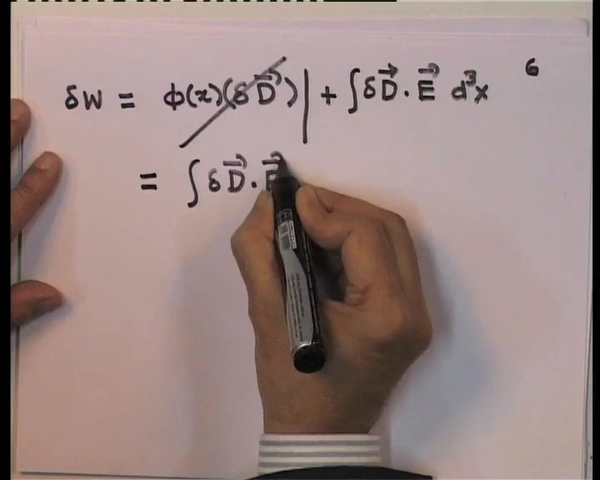 6
δW = φ(x)(δD⃗)| + ∫δD⃗ . E⃗ d³x
= ∫δD⃗ . E⃗